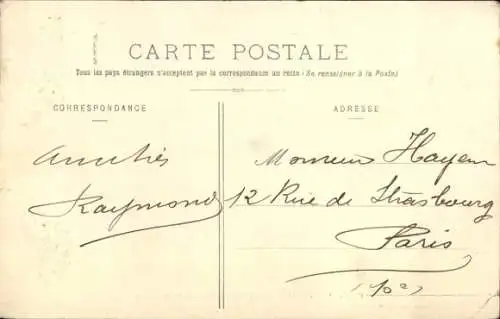 CARTE POSTALE
Tous les pays étrangers n'acceptent pas la correspondance au recto (Se renseigner à la Poste)
CORRESPONDANCE
ADRESSE
Amitiés
Raymond
Monsieur Hayem
12 Rue de Strasbourg
Paris
(10e)